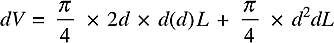 dV = π/4 × 2d × d(d)L + π/4 × d²dL